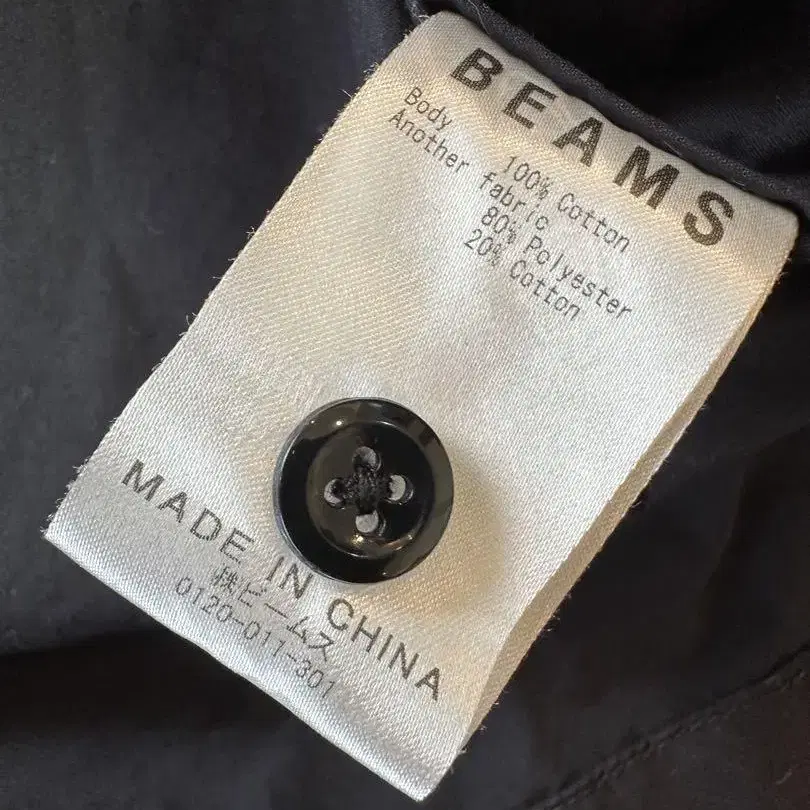 BEAMS
Body
100% Cotton
Another fabric
80% Polyester
20% Cotton
MADE IN CHINA
株ビームス
0120-011-301